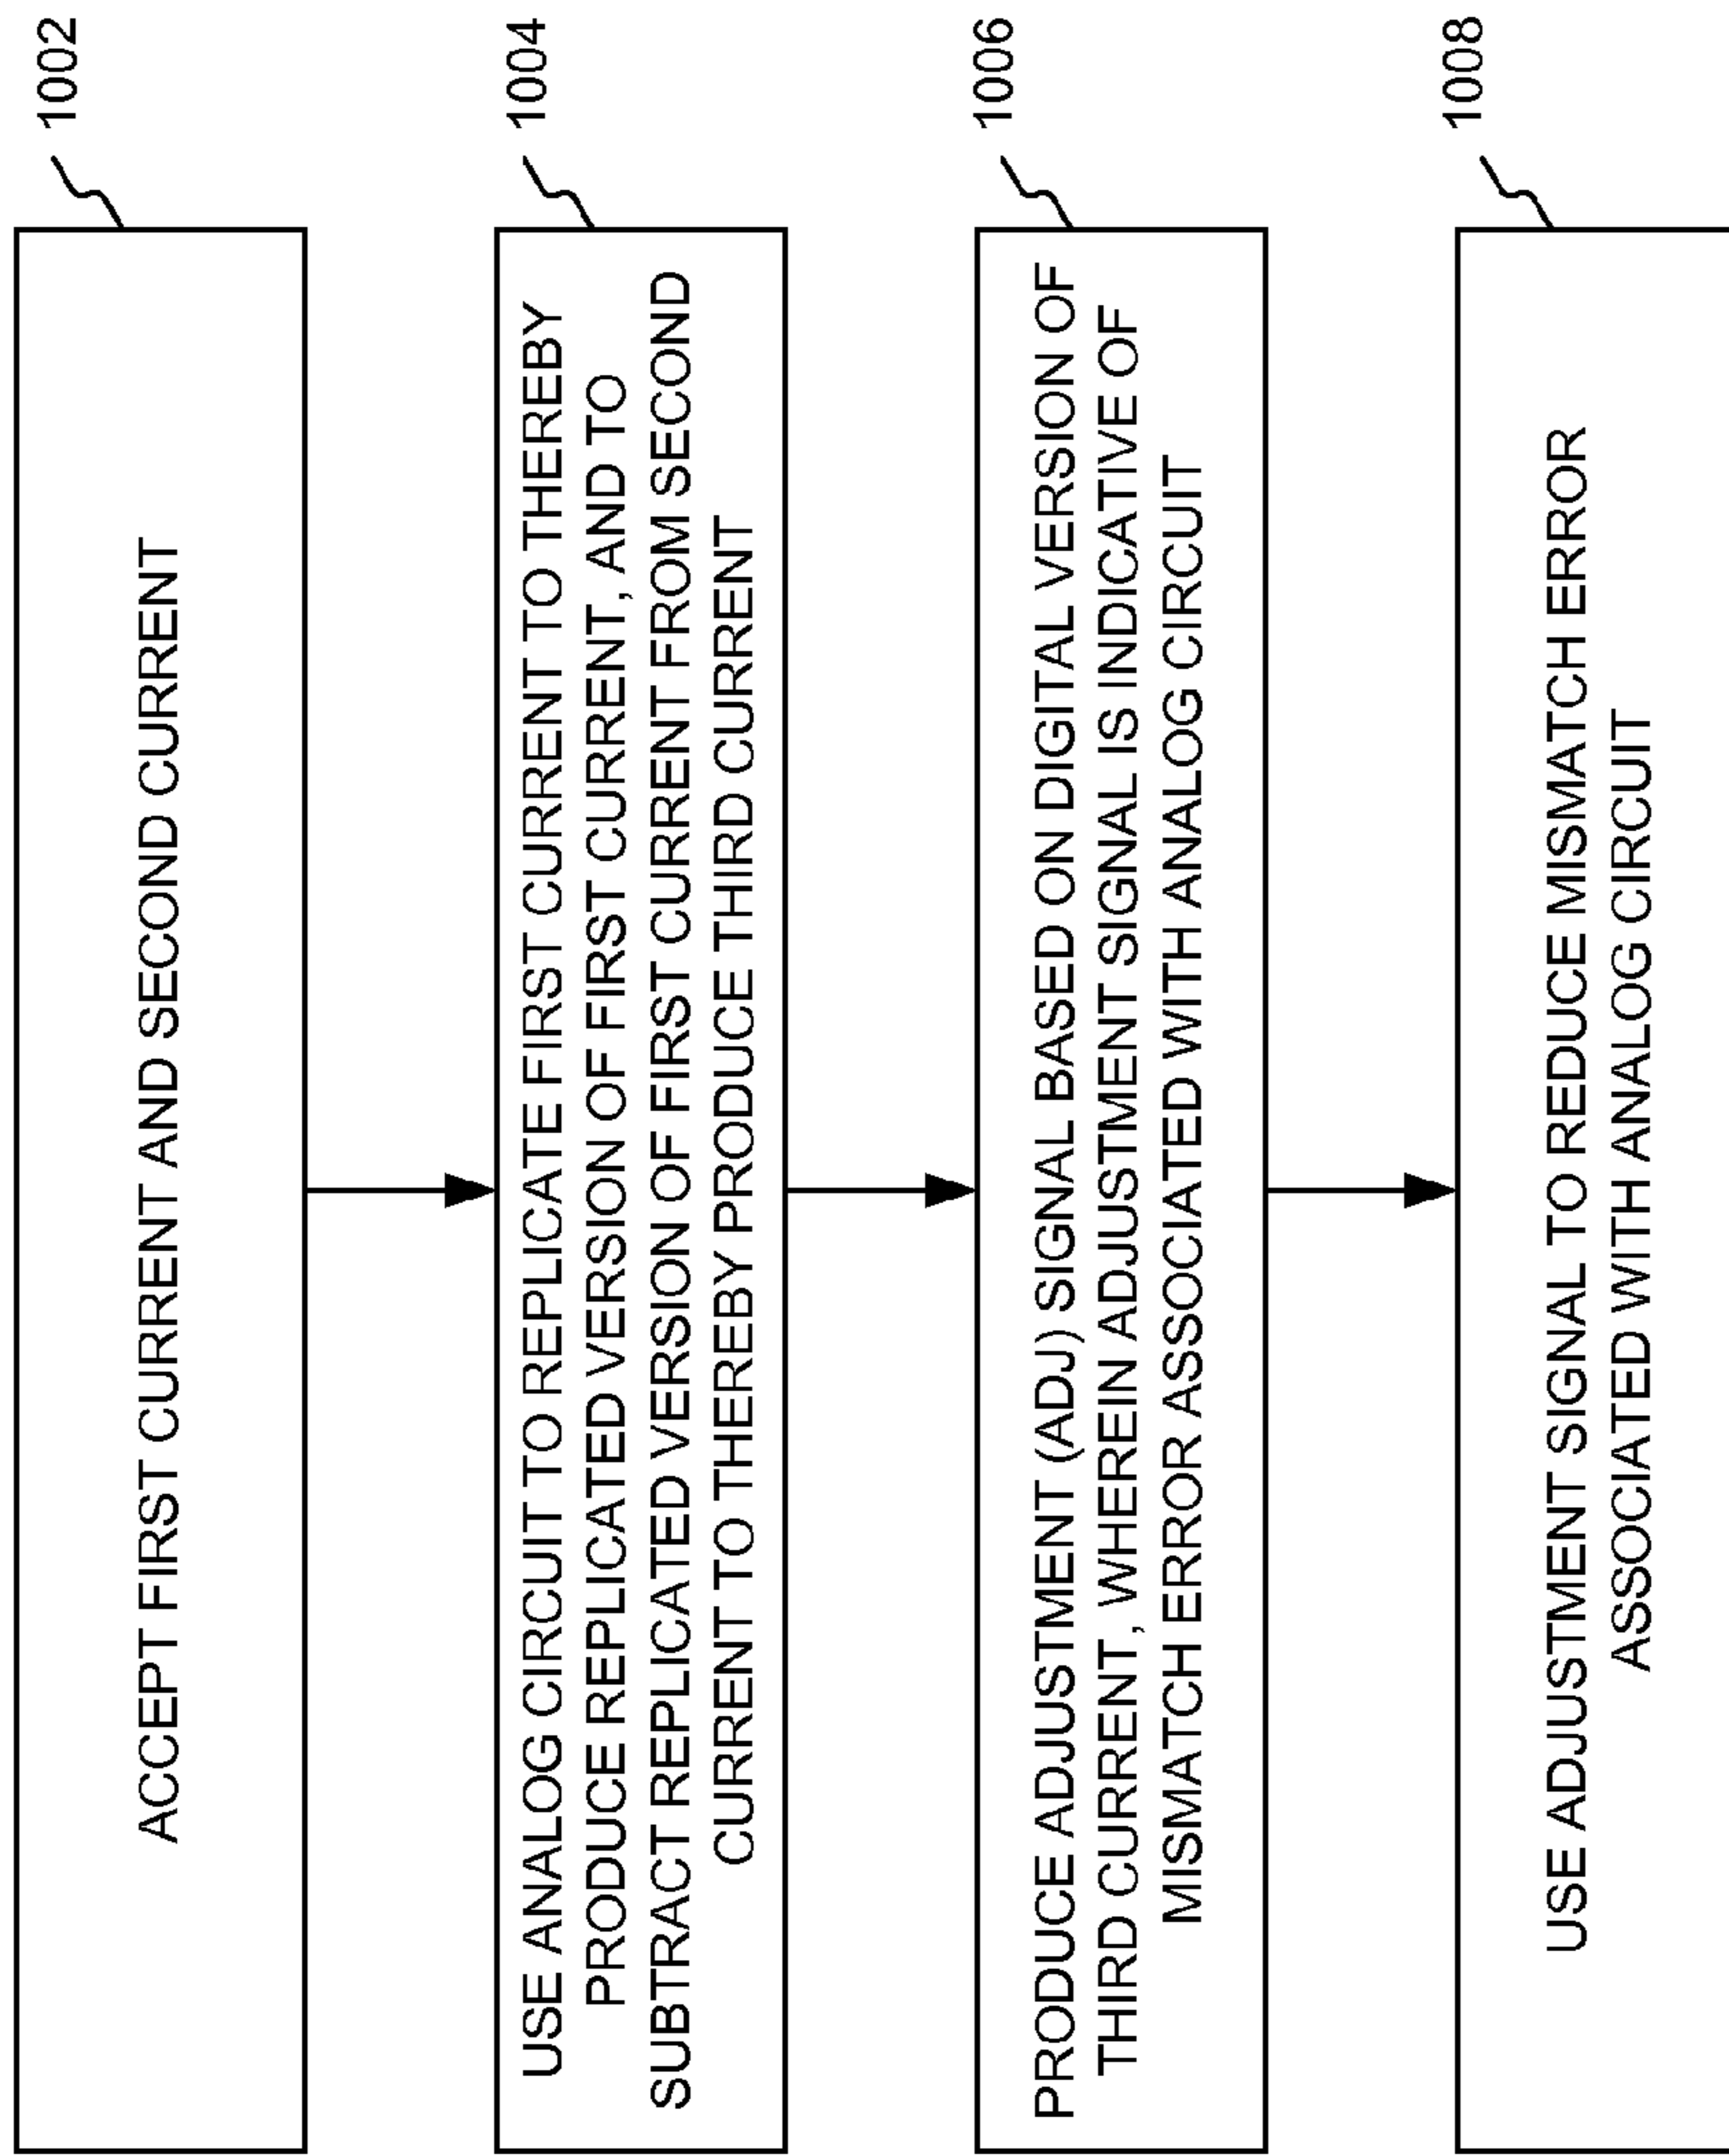 1002
ACCEPT FIRST CURRENT AND SECOND CURRENT
1004
USE ANALOG CIRCUIT TO REPLICATE FIRST CURRENT TO THEREBY
PRODUCE REPLICATED VERSION OF FIRST CURRENT, AND TO
SUBTRACT REPLICATED VERSION OF FIRST CURRENT FROM SECOND
CURRENT TO THEREBY PRODUCE THIRD CURRENT
1006
PRODUCE ADJUSTMENT (ADJ) SIGNAL BASED ON DIGITAL VERSION OF
THIRD CURRENT, WHEREIN ADJUSTMENT SIGNAL IS INDICATIVE OF
MISMATCH ERROR ASSOCIATED WITH ANALOG CIRCUIT
1008
USE ADJUSTMENT SIGNAL TO REDUCE MISMATCH ERROR
ASSOCIATED WITH ANALOG CIRCUIT